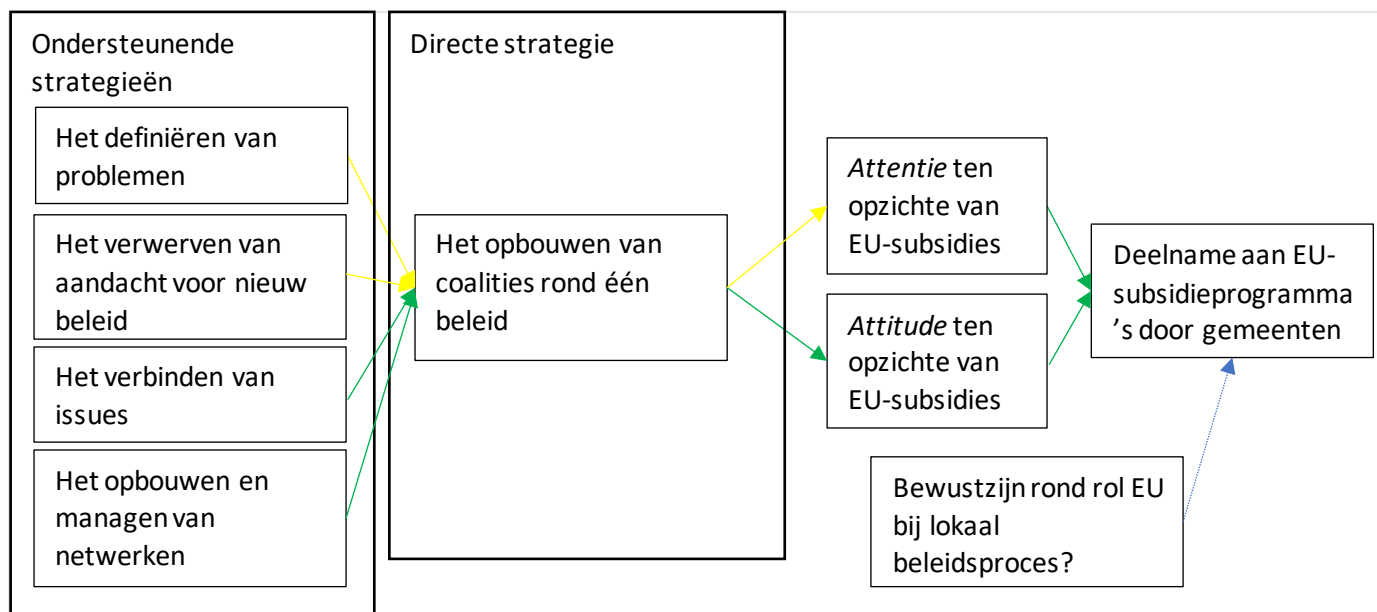 Ondersteunende
strategieën
Het definiëren van
problemen
Het verwerven van
aandacht voor nieuw
beleid
Het verbinden van
issues
Het opbouwen en
managen van
netwerken
Directe strategie
Het opbouwen van
coalities rond één
beleid
Attentie ten
opzichte van
EU-subsidies
Attitude ten
opzichte van
EU-subsidies
Deelname aan EU-
subsidieprogramma
’s door gemeenten
Bewustzijn rond rol EU
bij lokaal
beleidsproces?